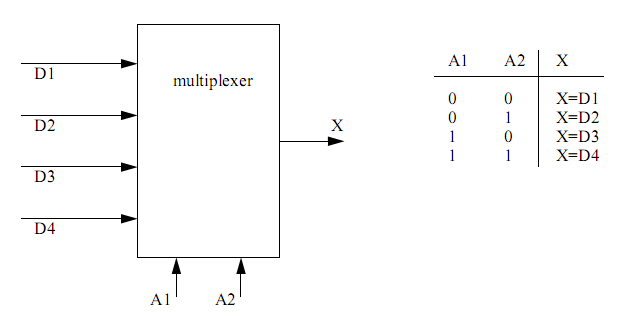 D1
multiplexer
D2
X
D3
D4
A1 A2
A1 A2 X
0 0 X=D1
0 1 X=D2
1 0 X=D3
1 1 X=D4